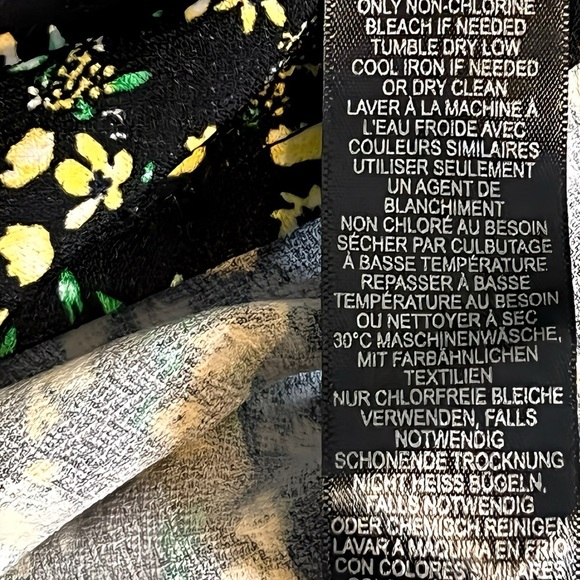 ONLY NON-CHLORINE
BLEACH IF NEEDED
TUMBLE DRY LOW
COOL IRON IF NEEDED
OR DRY CLEAN
LAVER À LA MACHINE À
L'EAU FROIDE AVEC
COULEURS SIMILAIRES
UTILISER SEULEMENT
UN AGENT DE
BLANCHIMENT
NON CHLORÉ AU BESOIN
SÉCHER PAR CULBUTAGE
À BASSE TEMPÉRATURE
REPASSER À BASSE
TEMPÉRATURE AU BESOIN
OU NETTOYER À SEC
30°C MASCHINENWÄSCHE,
MIT FARBÄHNLICHEN
TEXTILIEN
NUR CHLORFREIE BLEICHE
VERWENDEN, FALLS
NOTWENDIG
SCHONENDE TROCKNUNG
NICHT HEISS BÜGELN,
FALLS NOTWENDIG
ODER CHEMISCH REINIGEN
LAVAR A MÁQUINA EN FRÍO
CON COLORES SIMILARES